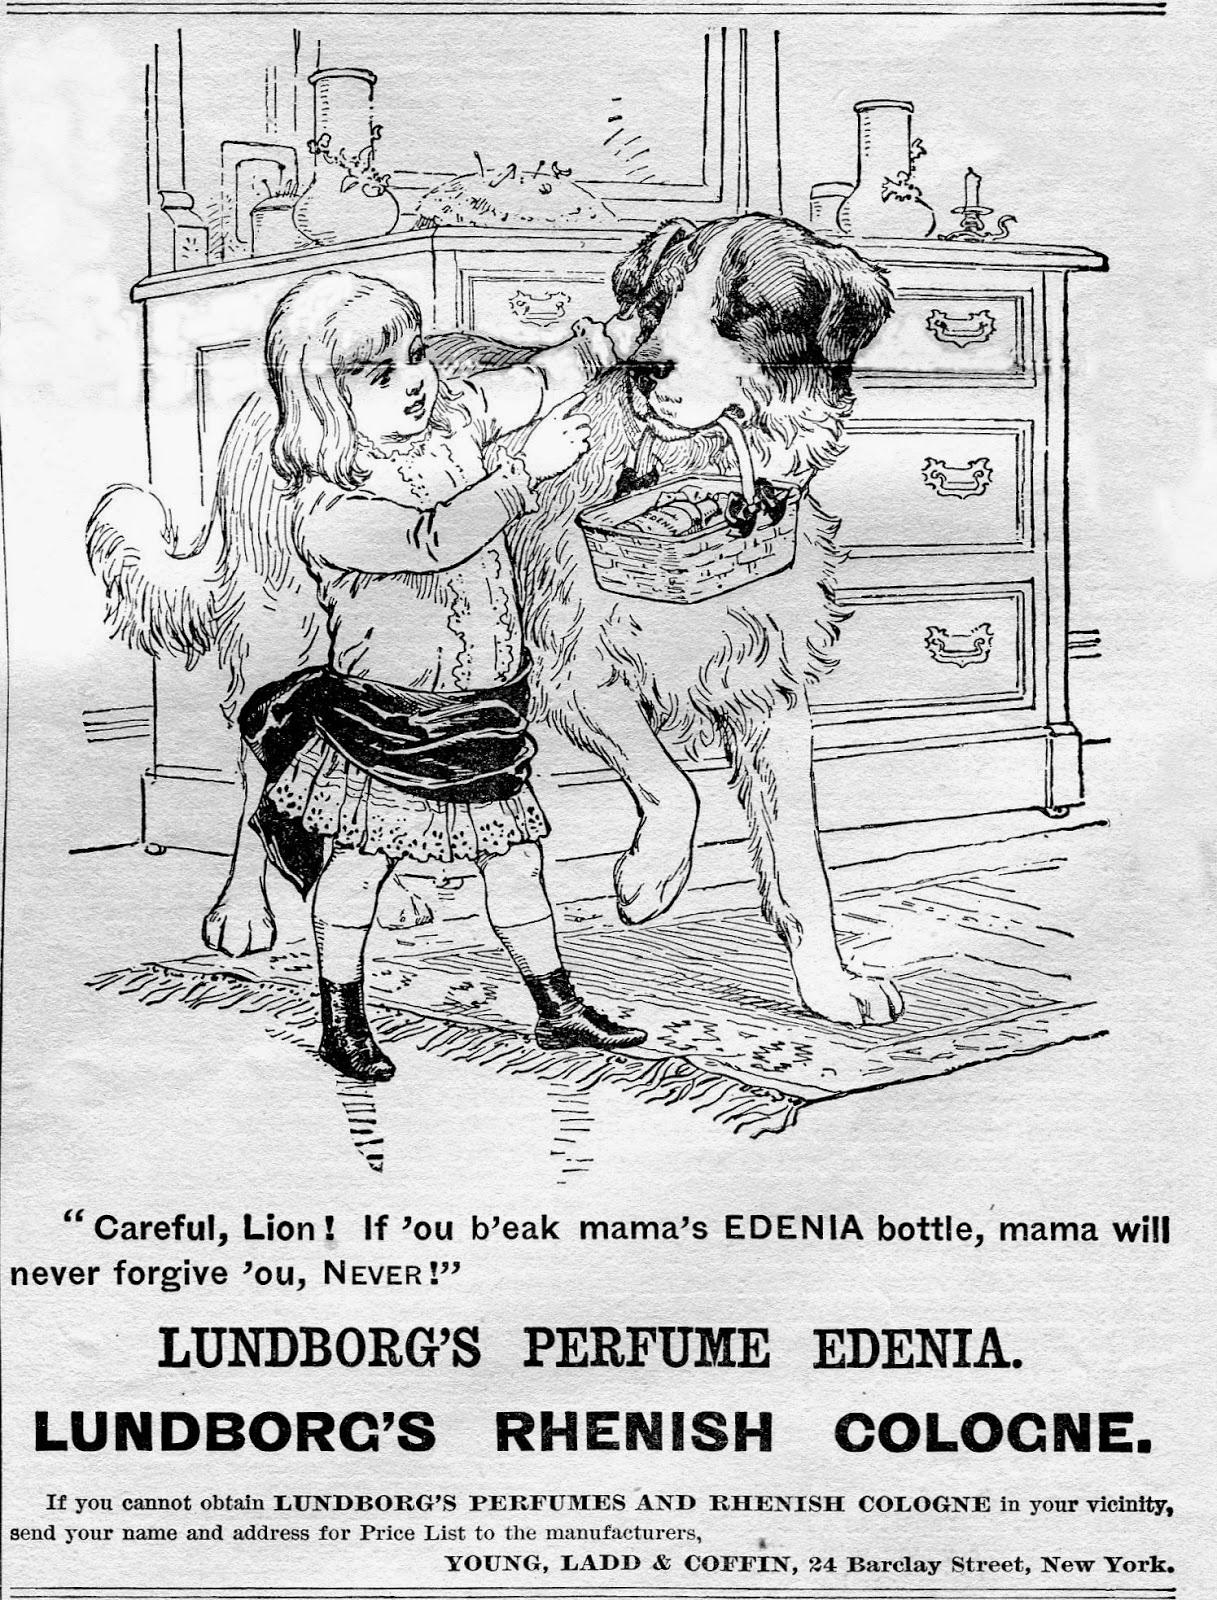 EDENIA
“Careful, Lion! If ’ou b’eak mama’s EDENIA bottle, mama will
never forgive ’ou, NEVER!”
LUNDBORG’S PERFUME EDENIA.
LUNDBORG’S RHENISH COLOGNE.
If you cannot obtain LUNDBORG’S PERFUMES AND RHENISH COLOGNE in your vicinity,
send your name and address for Price List to the manufacturers,
YOUNG, LADD & COFFIN, 24 Barclay Street, New York.